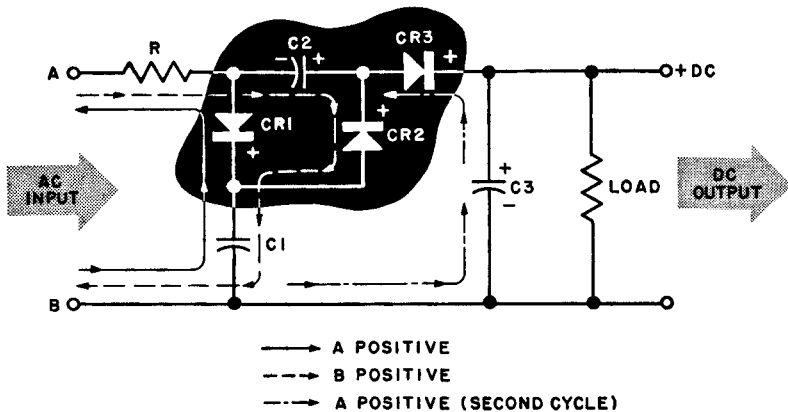 C2 CR3
R - + +
A + DC
CR1 + CR2
+
AC INPUT
+ C3 -
LOAD
DC OUTPUT
C1
B
A POSITIVE
B POSITIVE
A POSITIVE (SECOND CYCLE)